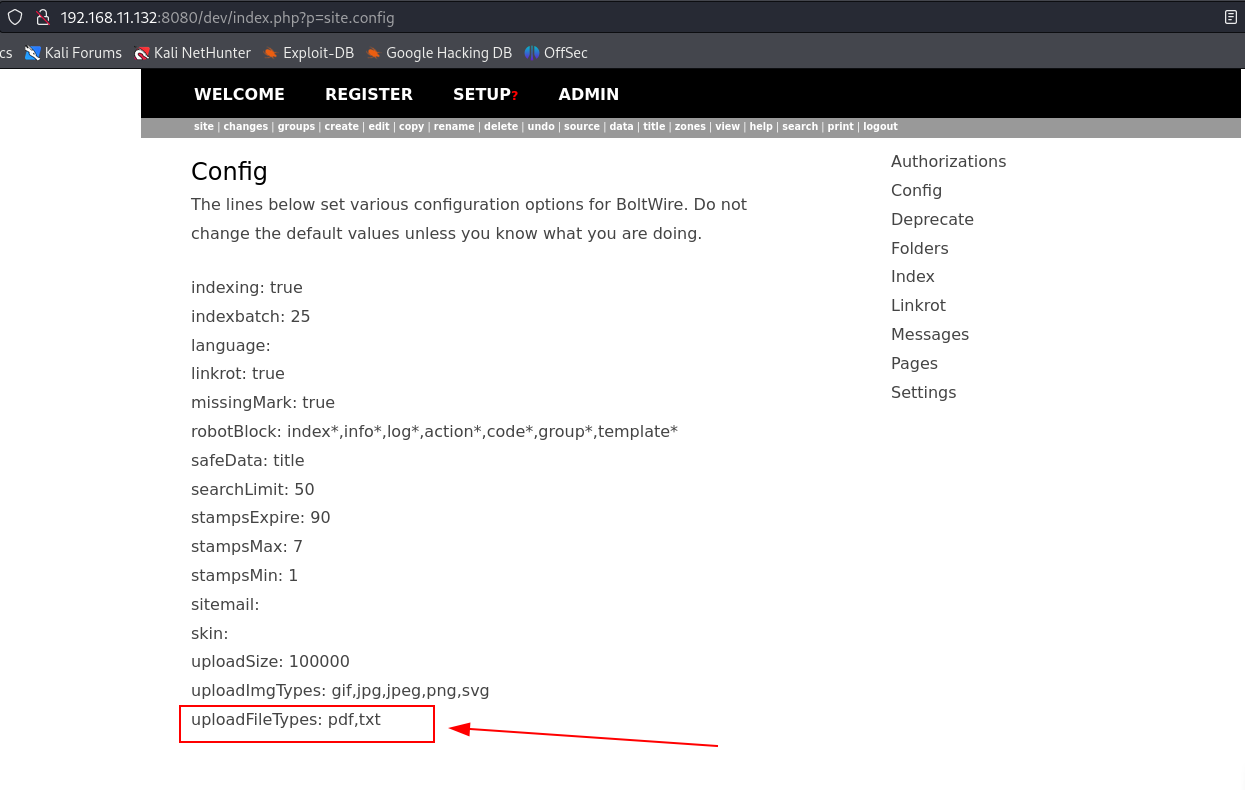 192.168.11.132:8080/dev/index.php?p=site.config
cs Kali Forums Kali NetHunter Exploit-DB Google Hacking DB OffSec
WELCOME REGISTER SETUP? ADMIN
site | changes | groups | create | edit | copy | rename | delete | undo | source | data | title | zones | view | help | search | print | logout
Config
The lines below set various configuration options for BoltWire. Do not
change the default values unless you know what you are doing.
indexing: true
indexbatch: 25
language:
linkrot: true
missingMark: true
robotBlock: index*,info*,log*,action*,code*,group*,template*
safeData: title
searchLimit: 50
stampsExpire: 90
stampsMax: 7
stampsMin: 1
sitemail:
skin:
uploadSize: 100000
uploadImgTypes: gif,jpg,jpeg,png,svg
uploadFileTypes: pdf,txt
Authorizations
Config
Deprecate
Folders
Index
Linkrot
Messages
Pages
Settings